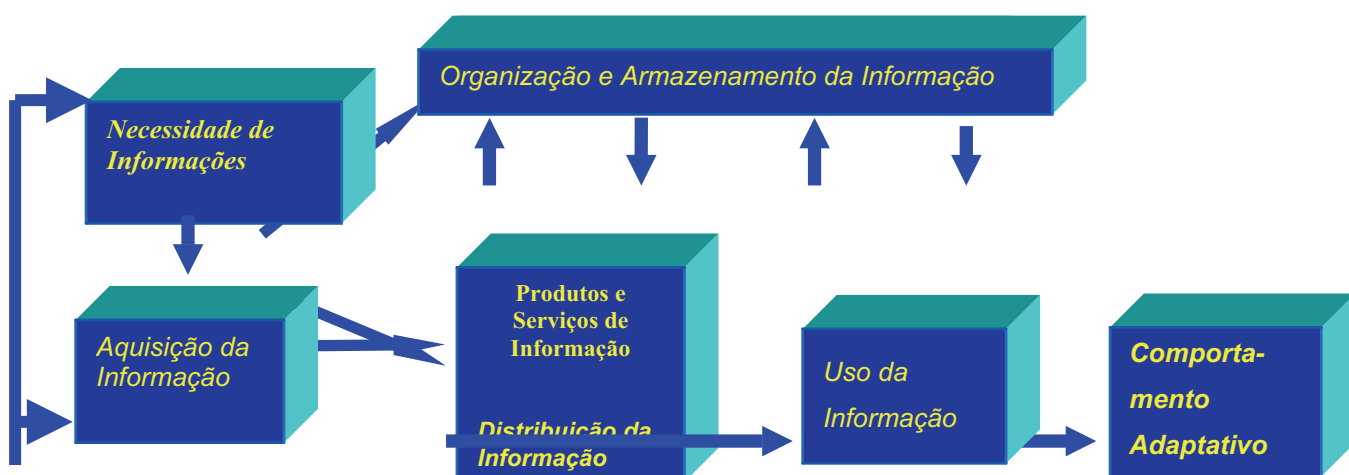 Organização e Armazenamento da Informação
Necessidade de
Informações
Aquisição da
Informação
Produtos e
Serviços de
Informação
Distribuição da
Informação
Uso da
Informação
Comporta-
mento
Adaptativo